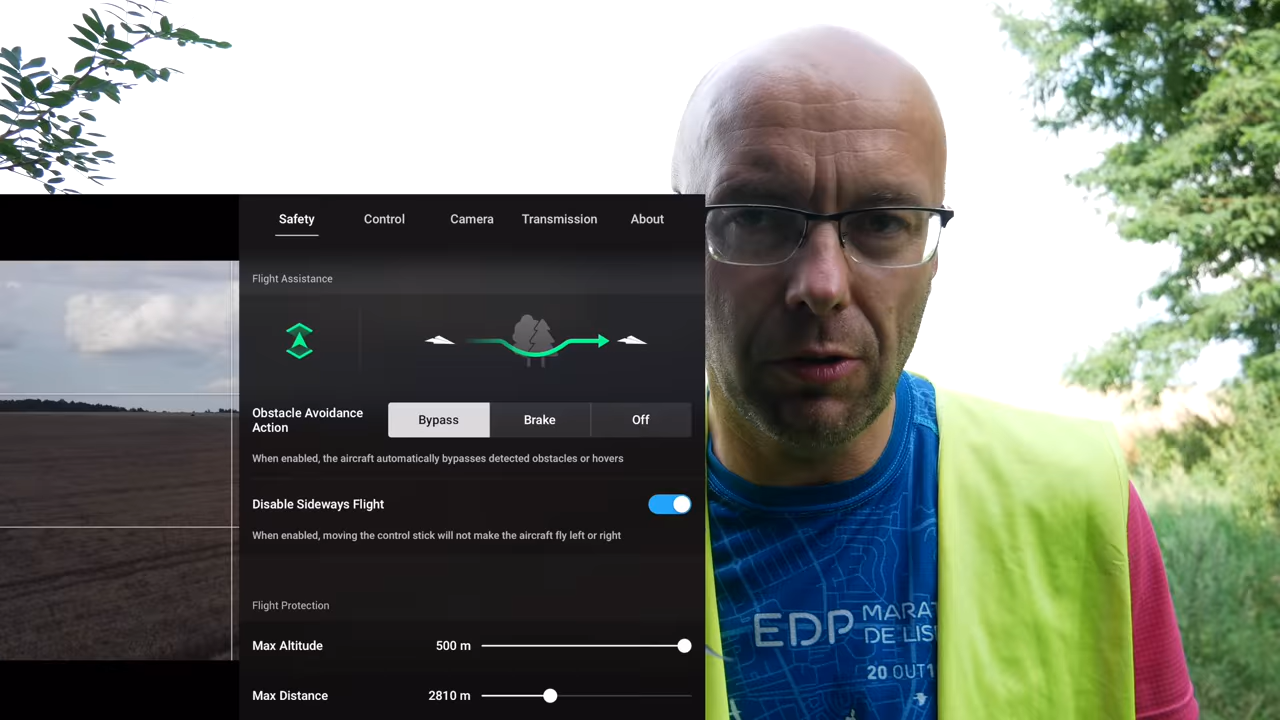 Safety Control Camera Transmission About
Flight Assistance
Obstacle Avoidance
Action
Bypass Brake Off
When enabled, the aircraft automatically bypasses detected obstacles or hovers
Disable Sideways Flight
When enabled, moving the control stick will not make the aircraft fly left or right
Flight Protection
Max Altitude 500 m
Max Distance 2810 m
EDP
MARAT
DE LIS
20 OUT1